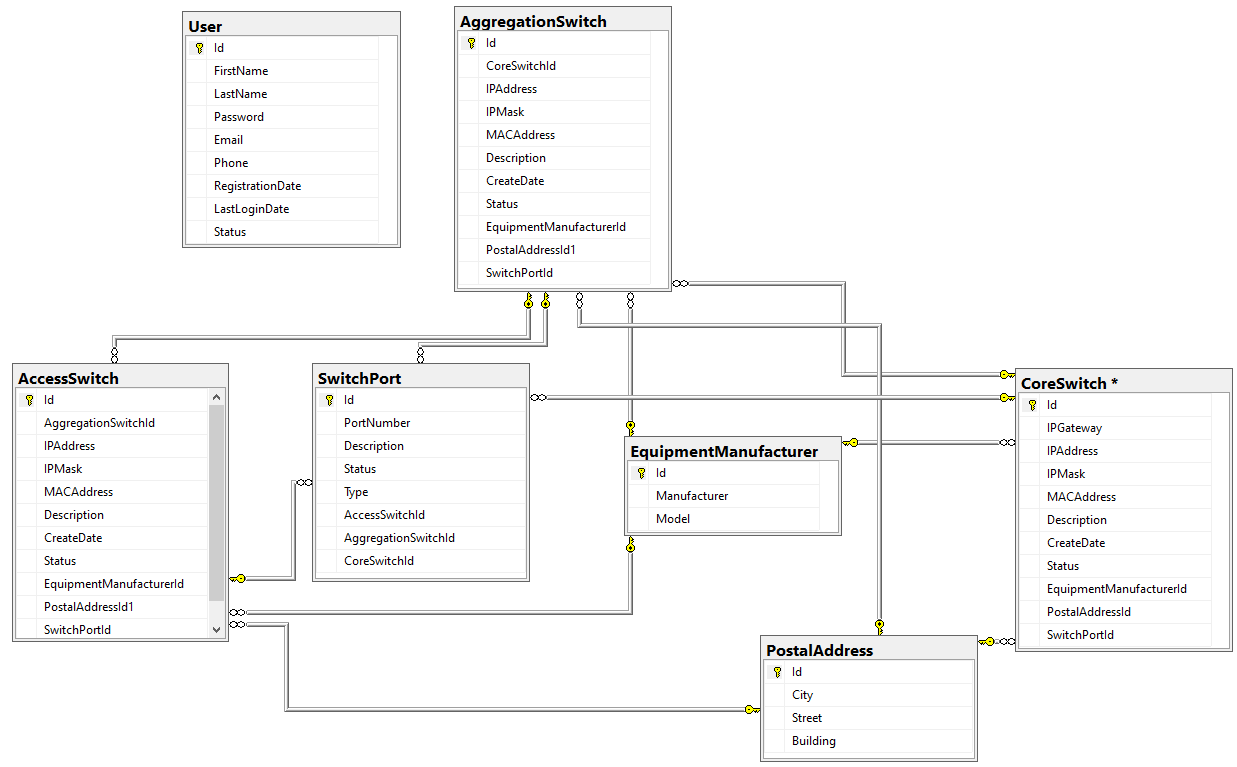 User
Id
FirstName
LastName
Password
Email
Phone
RegistrationDate
LastLoginDate
Status
AggregationSwitch
Id
CoreSwitchId
IPAddress
IPMask
MACAddress
Description
CreateDate
Status
EquipmentManufacturerId
PostalAddressId1
SwitchPortId
AccessSwitch
Id
AggregationSwitchId
IPAddress
IPMask
MACAddress
Description
CreateDate
Status
EquipmentManufacturerId
PostalAddressId1
SwitchPortId
SwitchPort
Id
PortNumber
Description
Status
Type
AccessSwitchId
AggregationSwitchId
CoreSwitchId
EquipmentManufacturer
Id
Manufacturer
Model
CoreSwitch *
Id
IPGateway
IPAddress
IPMask
MACAddress
Description
CreateDate
Status
EquipmentManufacturerId
PostalAddressId
SwitchPortId
PostalAddress
Id
City
Street
Building